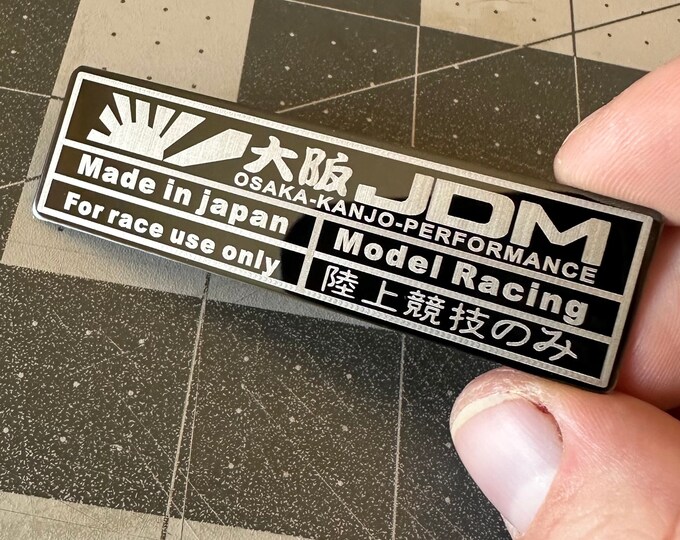 大阪 JDM
OSAKA-KANJO-PERFORMANCE
Made in japan
For race use only
Model Racing
陸上競技のみ